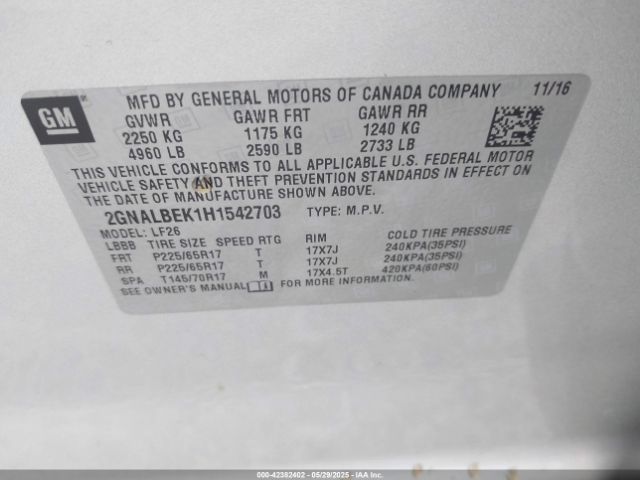 GM
MFD BY GENERAL MOTORS OF CANADA COMPANY 11/16
GVWR GAWR FRT GAWR RR
2250 KG 1175 KG 1240 KG
4960 LB 2590 LB 2733 LB
THIS VEHICLE CONFORMS TO ALL APPLICABLE U.S. FEDERAL MOTOR
VEHICLE SAFETY AND THEFT PREVENTION STANDARDS IN EFFECT ON
THE DATE OF MANUFACTURE SHOWN ABOVE.
2GNALBEK1H1542703 TYPE: M.P.V.
MODEL: LF26
LBBB TIRE SIZE SPEED RTG RIM COLD TIRE PRESSURE
FRT P225/65R17 T 17X7J 240KPA(35PSI)
RR P225/65R17 T 17X7J 240KPA(35PSI)
SPA T145/70R17 M 17X4.5T 420KPA(60PSI)
SEE OWNER'S MANUAL FOR MORE INFORMATION.
000-42382402 - 05/29/2025 - IAAI.COM